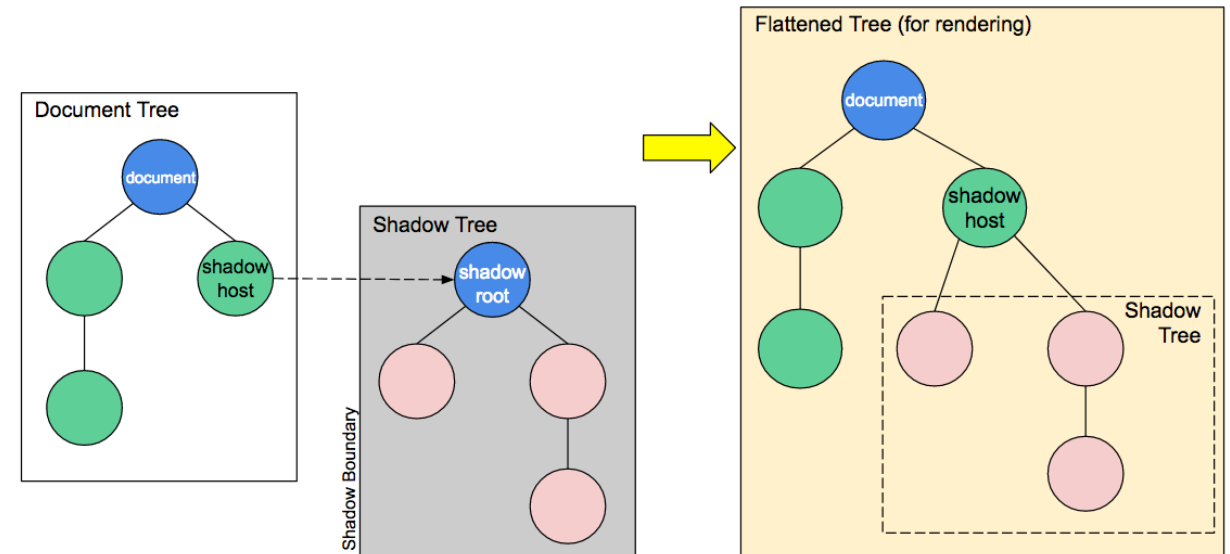 Document Tree
document
shadow
host
Shadow Tree
shadow
root
Shadow Boundary
Flattened Tree (for rendering)
document
shadow
host
Shadow
Tree